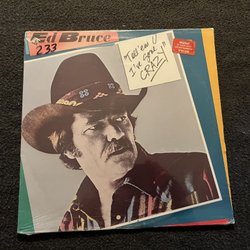 Ed Bruce
233
"TELL 'EM
I'VE GONE
CRAZY"